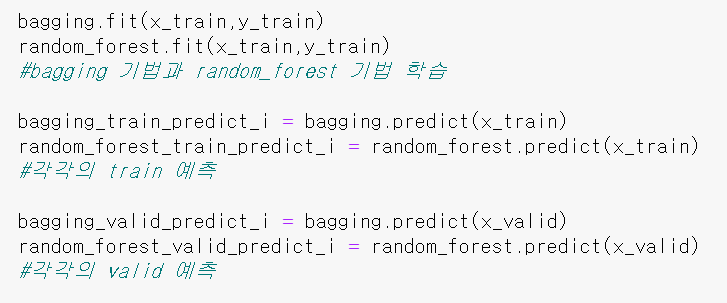 bagging.fit(x_train,y_train)
random_forest.fit(x_train,y_train)
#bagging 기법과 random_forest 기법 학습
bagging_train_predict_i = bagging.predict(x_train)
random_forest_train_predict_i = random_forest.predict(x_train)
#각각의 train 예측
bagging_valid_predict_i = bagging.predict(x_valid)
random_forest_valid_predict_i = random_forest.predict(x_valid)
#각각의 valid 예측